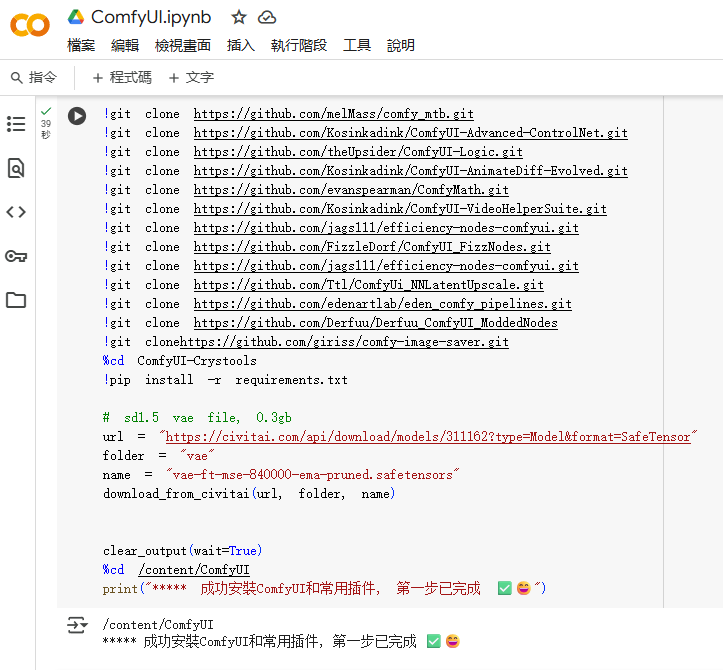 ComfyUI.ipynb
檔案 編輯 檢視畫面 插入 執行階段 工具 說明
指令 + 程式碼 + 文字
39
秒
!git clone https://github.com/melMass/comfy_mtb.git
!git clone https://github.com/Kosinkadink/ComfyUI-Advanced-ControlNet.git
!git clone https://github.com/theUpsider/ComfyUI-Logic.git
!git clone https://github.com/Kosinkadink/ComfyUI-AnimateDiff-Evolved.git
!git clone https://github.com/evanspearman/ComfyMath.git
!git clone https://github.com/Kosinkadink/ComfyUI-VideoHelperSuite.git
!git clone https://github.com/jags111/efficiency-nodes-comfyui.git
!git clone https://github.com/FizzleDorf/ComfyUI_FizzNodes.git
!git clone https://github.com/jags111/efficiency-nodes-comfyui.git
!git clone https://github.com/Ttl/ComfyUi_NNLatentUpscale.git
!git clone https://github.com/edenartlab/eden_comfy_pipelines.git
!git clone https://github.com/Derfuu/Derfuu_ComfyUI_ModdedNodes
!git clonehttps://github.com/giriss/comfy-image-saver.git
%cd ComfyUI-Crystools
!pip install -r requirements.txt
# sd1.5 vae file, 0.3gb
url = "https://civitai.com/api/download/models/311162?type=Model&format=SafeTensor"
folder = "vae"
name = "vae-ft-mse-840000-ema-pruned.safetensors"
download_from_civitai(url, folder, name)
clear_output(wait=True)
%cd /content/ComfyUI
print("***** 成功安裝ComfyUI和常用插件, 第一步已完成 ✅😄")
/content/ComfyUI
***** 成功安裝ComfyUI和常用插件, 第一步已完成 ✅😄